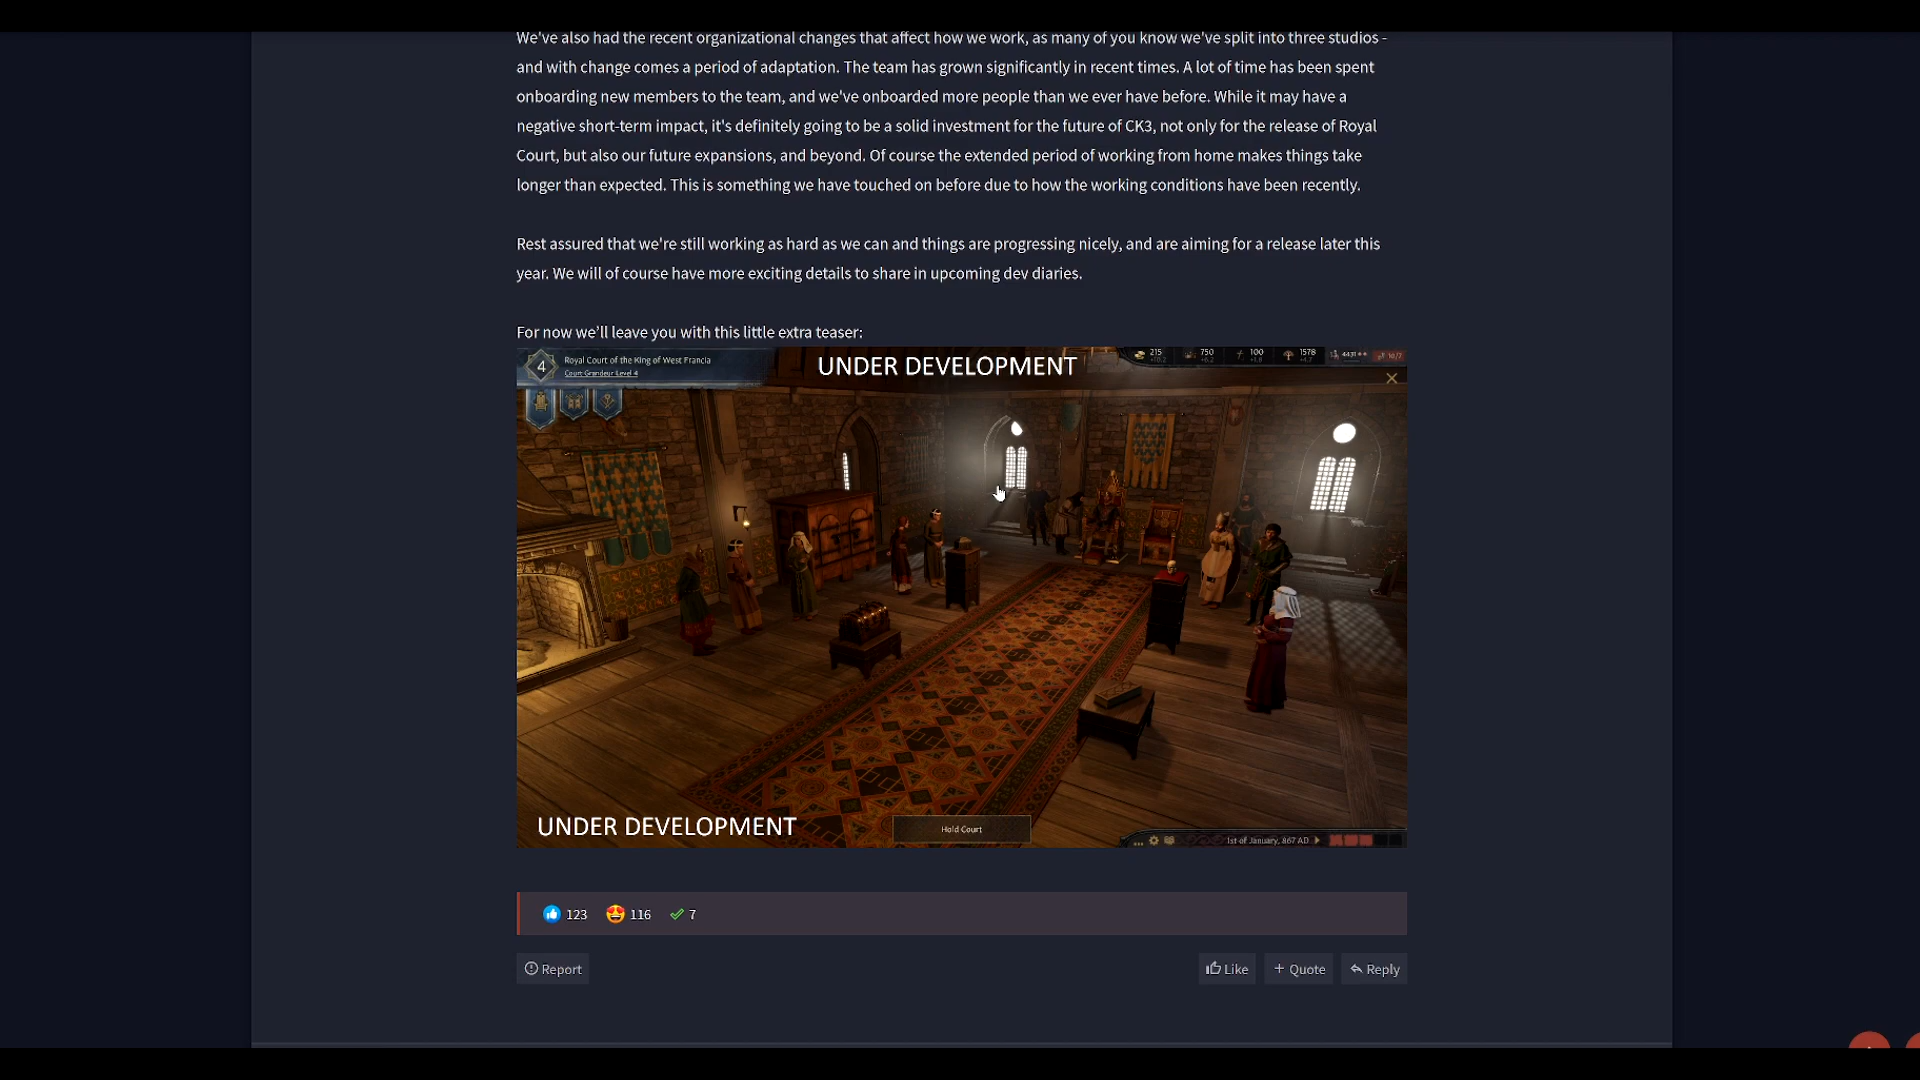 We've also had the recent organizational changes that affect how we work, as many of you know we've split into three studios -
and with change comes a period of adaptation. The team has grown significantly in recent times. A lot of time has been spent
onboarding new members to the team, and we've onboarded more people than we ever have before. While it may have a
negative short-term impact, it's definitely going to be a solid investment for the future of CK3, not only for the release of Royal
Court, but also our future expansions, and beyond. Of course the extended period of working from home makes things take
longer than expected. This is something we have touched on before due to how the working conditions have been recently.
Rest assured that we're still working as hard as we can and things are progressing nicely, and are aiming for a release later this
year. We will of course have more exciting details to share in upcoming dev diaries.
For now we’ll leave you with this little extra teaser:
4
Royal Court of the King of West Francia
Court Grandeur Level 4
UNDER DEVELOPMENT
215 750 100 1578 4431
UNDER DEVELOPMENT
Hold Court
1st of January, 867 AD
123 116 7
Report
Like
+ Quote
Reply